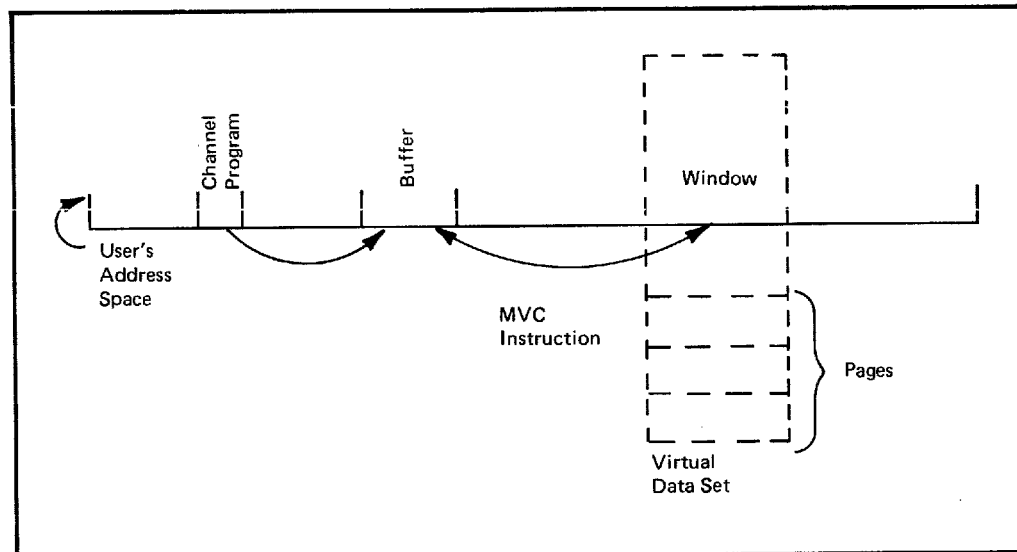 Channel
Program
Buffer
Window
User's
Address
Space
MVC
Instruction
Pages
Virtual
Data Set